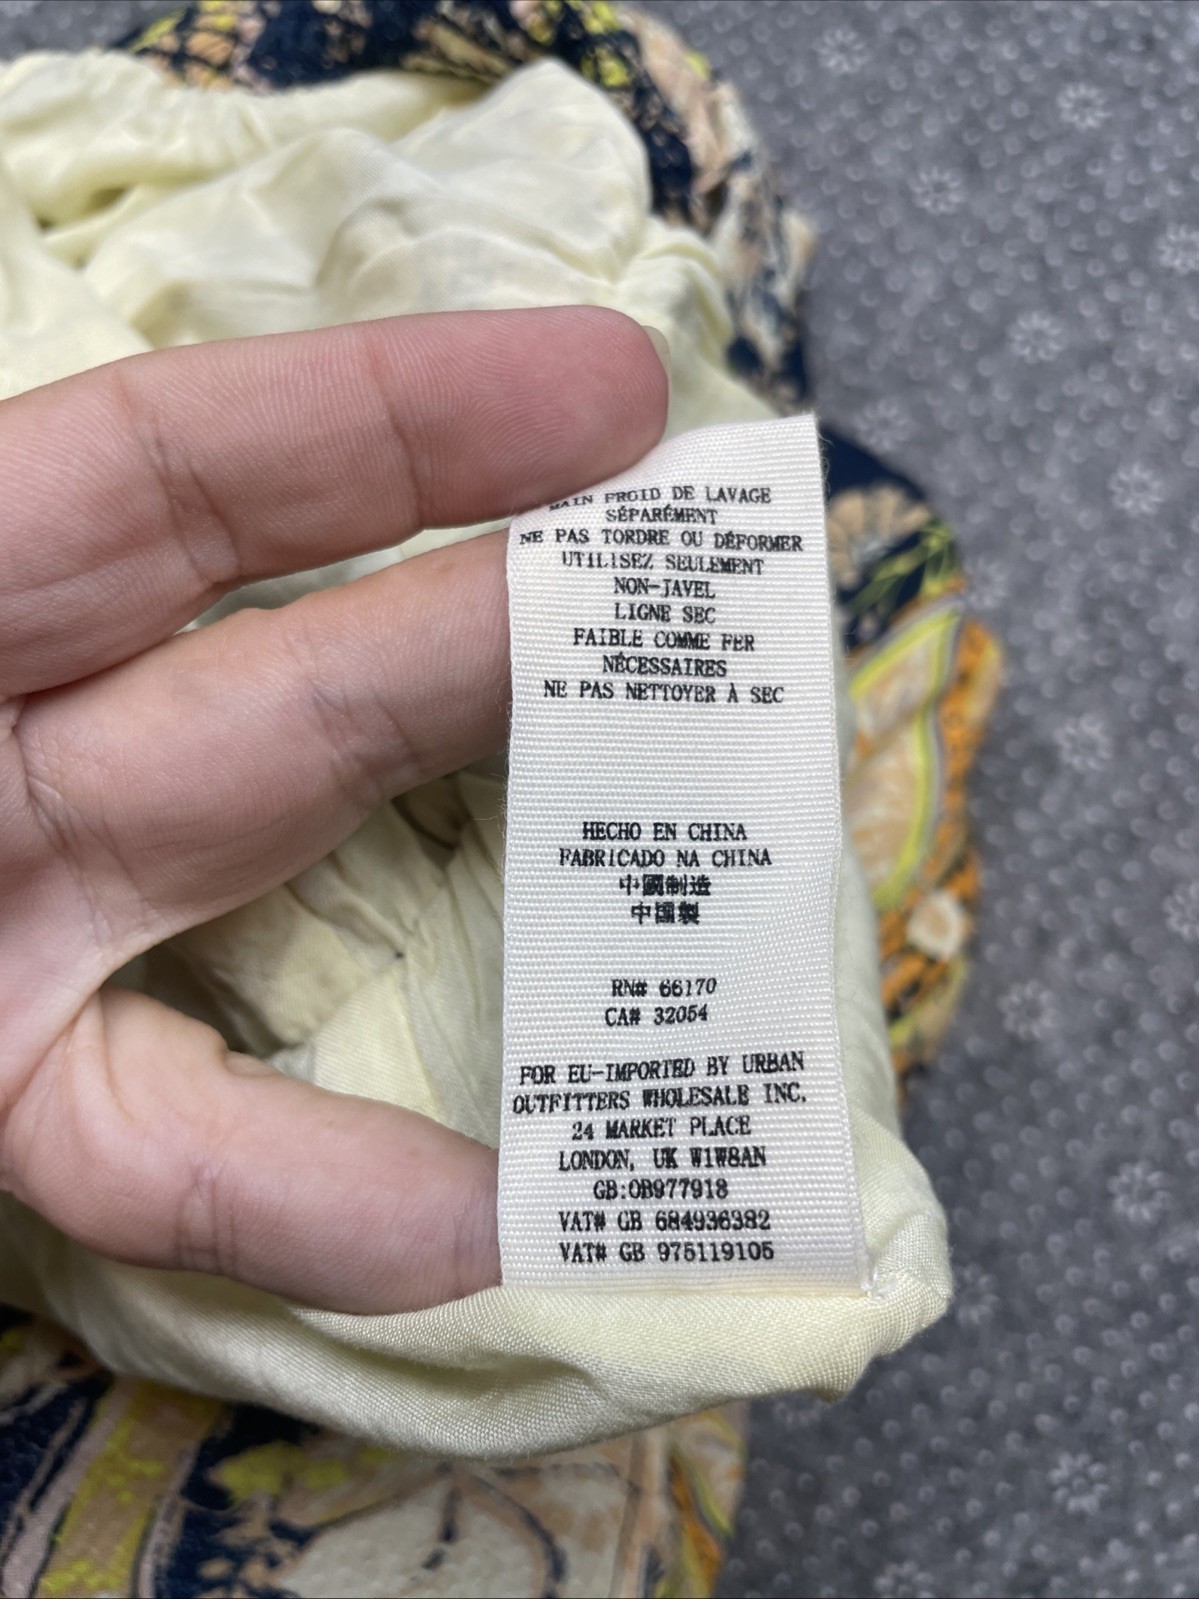 MAIN FROID DE LAVAGE
SÉPARÉMENT
NE PAS TORDRE OU DÉFORMER
UTILISEZ SEULEMENT
NON-JAVEL
LIGNE SEC
FAIBLE COMME FER
NÉCESSAIRES
NE PAS NETTOYER À SEC
HECHO EN CHINA
FABRICADO NA CHINA
中國制造
中国製
RN# 66170
CA# 32054
FOR EU-IMPORTED BY URBAN
OUTFITTERS WHOLESALE INC.
24 MARKET PLACE
LONDON, UK W1W8AN
GB:OB977918
VAT# GB 684936382
VAT# GB 975119105